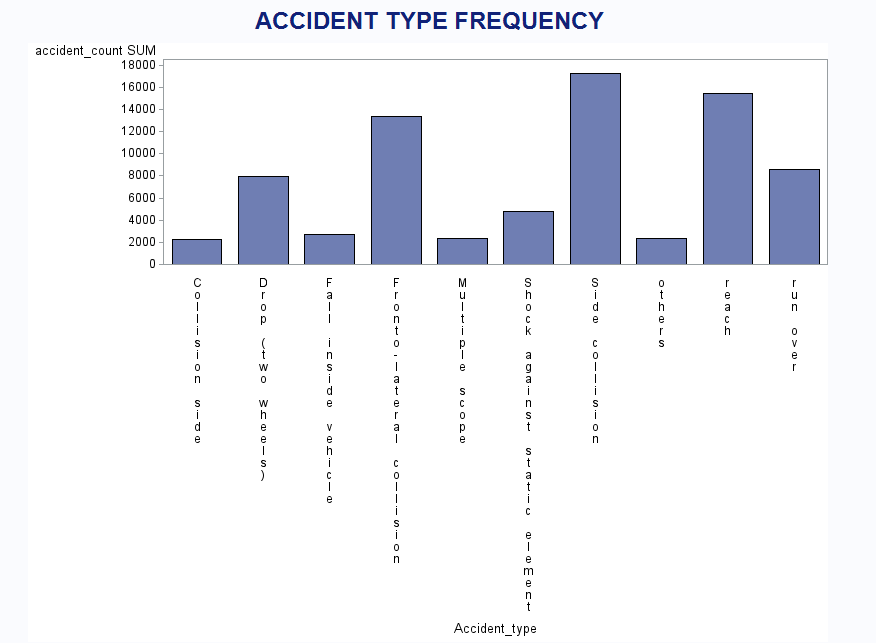 ACCIDENT TYPE FREQUENCY
accident_count SUM
18000
16000
14000
12000
10000
8000
6000
4000
2000
0
Collision side
Drop (two wheels)
Fall inside vehicle
Fronto-lateral collision
Multiple scope
Shock against static element
Side collision
others
reach
run over
Accident_type